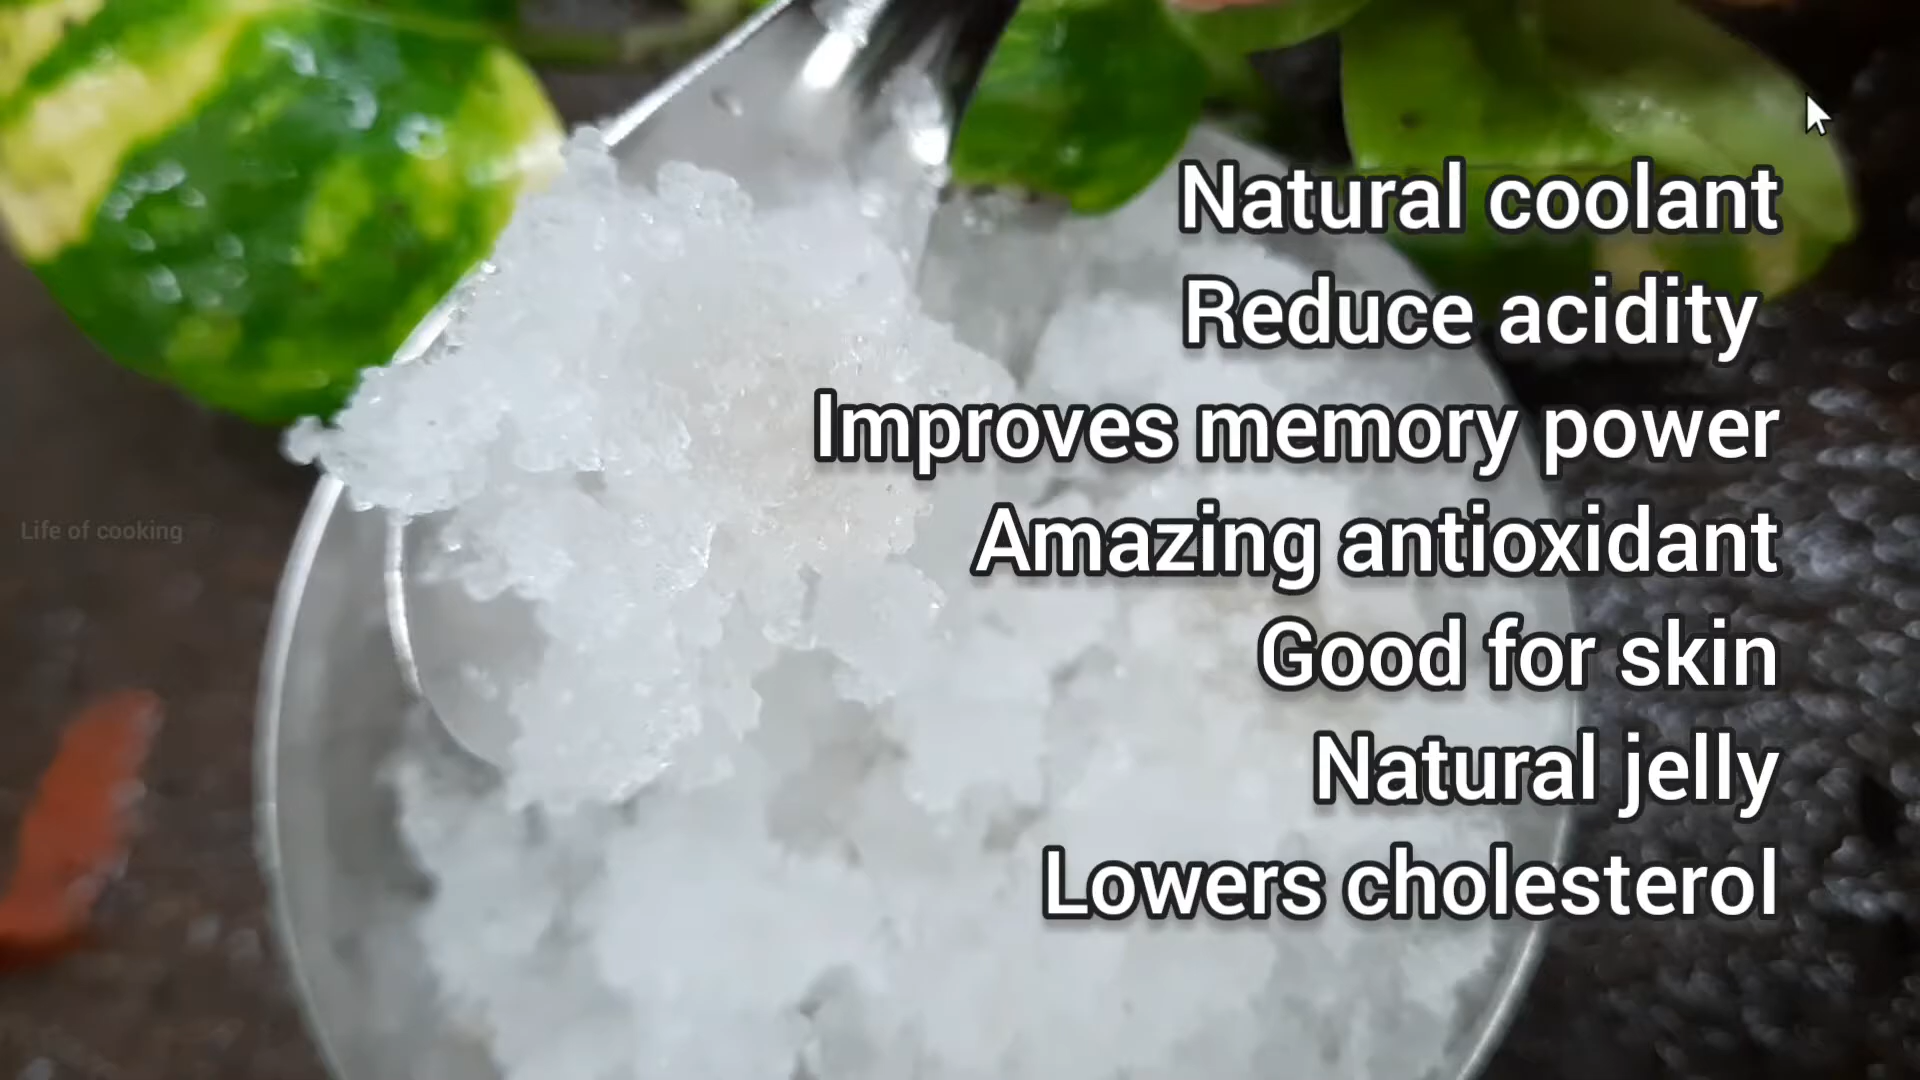 Natural coolant
Reduce acidity
Improves memory power
Amazing antioxidant
Good for skin
Natural jelly
Lowers cholesterol
Life of cooking